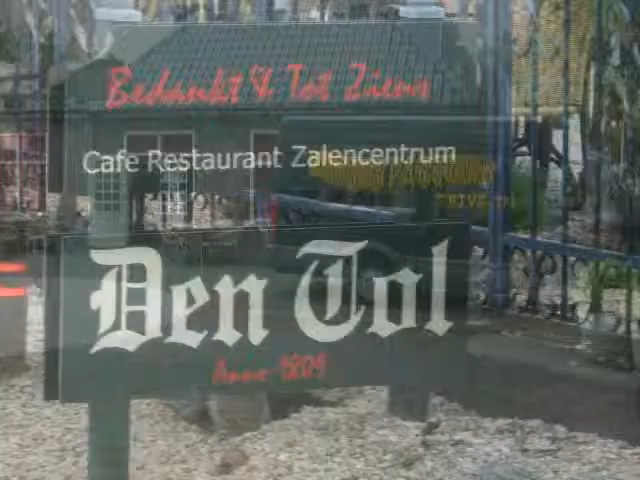 Bedankt & Tot Ziens
Cafe Restaurant Zalencentrum
Den Tol
Anno 1809